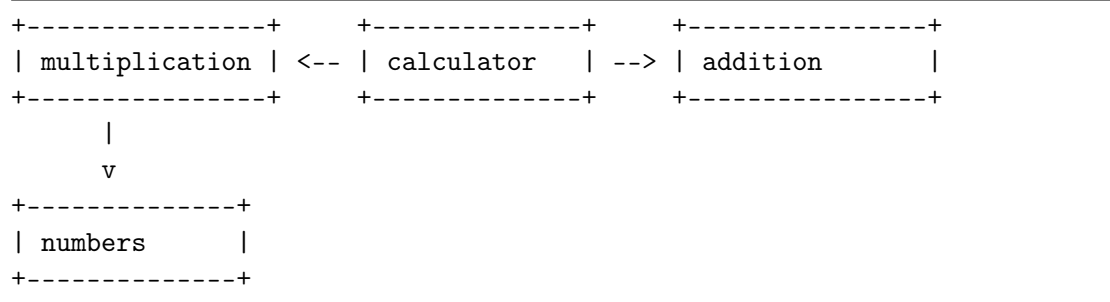 +----------------+     +--------------+     +----------------+
| multiplication | <-- | calculator   | --> | addition       |
+----------------+     +--------------+     +----------------+
      |
      v
+--------------+
| numbers      |
+--------------+